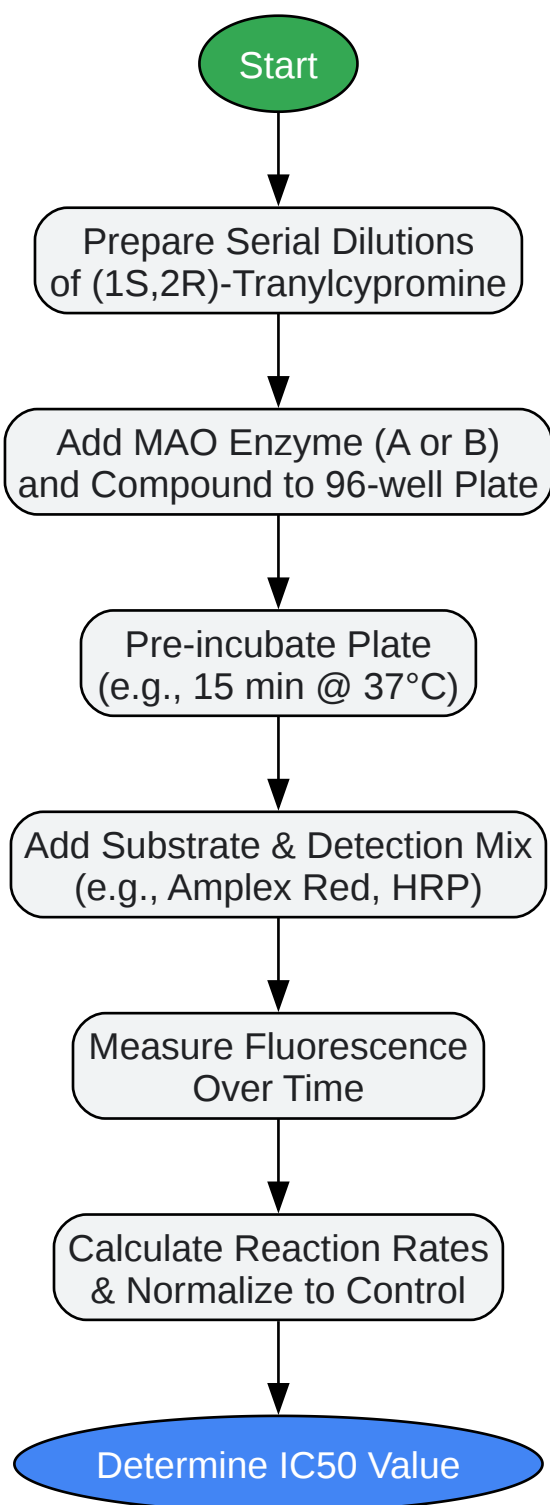 Start
Prepare Serial Dilutions
of (1S,2R)-Tranylcypromine
Add MAO Enzyme (A or B)
and Compound to 96-well Plate
Pre-incubate Plate
(e.g., 15 min @ 37°C)
Add Substrate & Detection Mix
(e.g., Amplex Red, HRP)
Measure Fluorescence
Over Time
Calculate Reaction Rates
& Normalize to Control
Determine IC50 Value